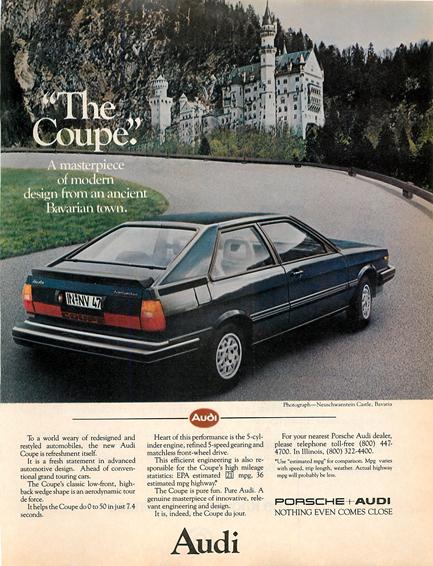 “The
Coupe”.
A masterpiece
of modern
design from an ancient
Bavarian town.
Audi
IN·NV 47
COUPE
Photograph—Neuschwanstein Castle, Bavaria
Audi
To a world weary of redesigned and
restyled automobiles, the new Audi
Coupe is refreshment itself.
It is a fresh statement in advanced
automotive design. Ahead of conven-
tional grand touring cars.
The Coupe's classic low-front, high-
back wedge shape is an aerodynamic tour
de force.
It helps the Coupe do 0 to 50 in just 7.4
seconds.
Heart of this performance is the 5-cyl-
inder engine, refined 5-speed gearing and
matchless front-wheel drive.
This efficient engineering is also re-
sponsible for the Coupe's high mileage
statistics: EPA estimated 21 mpg, 36
estimated mpg highway.*
The Coupe is pure fun. Pure Audi. A
genuine masterpiece of innovative, rele-
vant engineering and design.
It is, indeed, the Coupe du jour.
For your nearest Porsche Audi dealer,
please telephone toll-free (800) 447-
4700. In Illinois, (800) 322-4400.
*Use "estimated mpg" for comparison. Mpg varies
with speed, trip length, weather. Actual highway
mpg will probably be less.
PORSCHE+AUDI
NOTHING EVEN COMES CLOSE
Audi